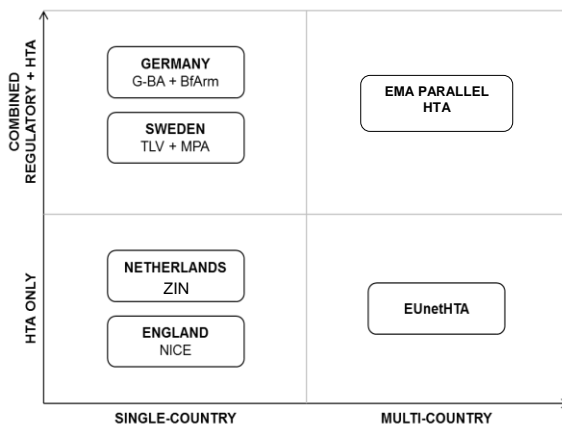 COMBINED
REGULATORY + HTA
GERMANY
G-BA + BfArm
SWEDEN
TLV + MPA
EMA PARALLEL
HTA
HTA ONLY
NETHERLANDS
ZIN
ENGLAND
NICE
EUnetHTA
SINGLE-COUNTRY
MULTI-COUNTRY